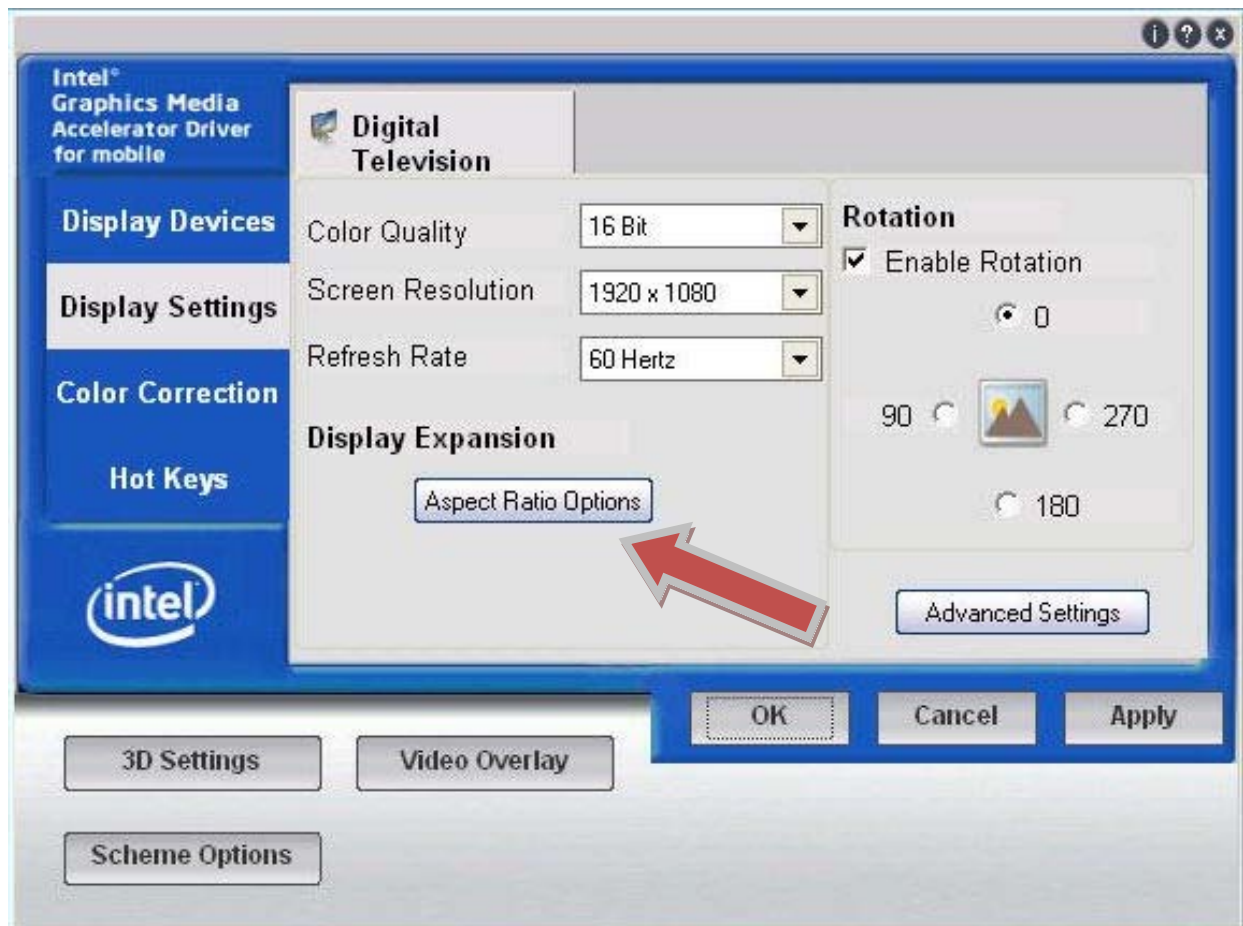 Intel®
Graphics Media
Accelerator Driver
for mobile
Display Devices
Display Settings
Color Correction
Hot Keys
intel
Digital
Television
Color Quality
16 Bit
Screen Resolution
1920 x 1080
Refresh Rate
60 Hertz
Display Expansion
Aspect Ratio Options
Rotation
Enable Rotation
0
90
270
180
Advanced Settings
OK
Cancel
Apply
3D Settings
Video Overlay
Scheme Options